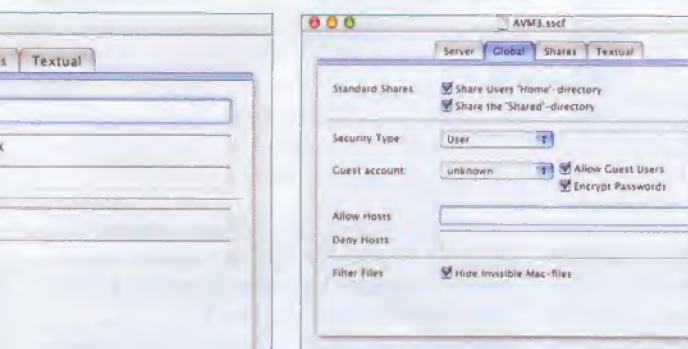 Textual
AVM3.sscf
Server Global Shares Textual
Standard Shares Share Users 'Home'-directory
Share the 'Shared'-directory
Security Type: User
Guest account: unknown Allow Guest Users
Encrypt Passwords
Allow Hosts
Deny Hosts
Filter Files Hide Invisible Mac-files